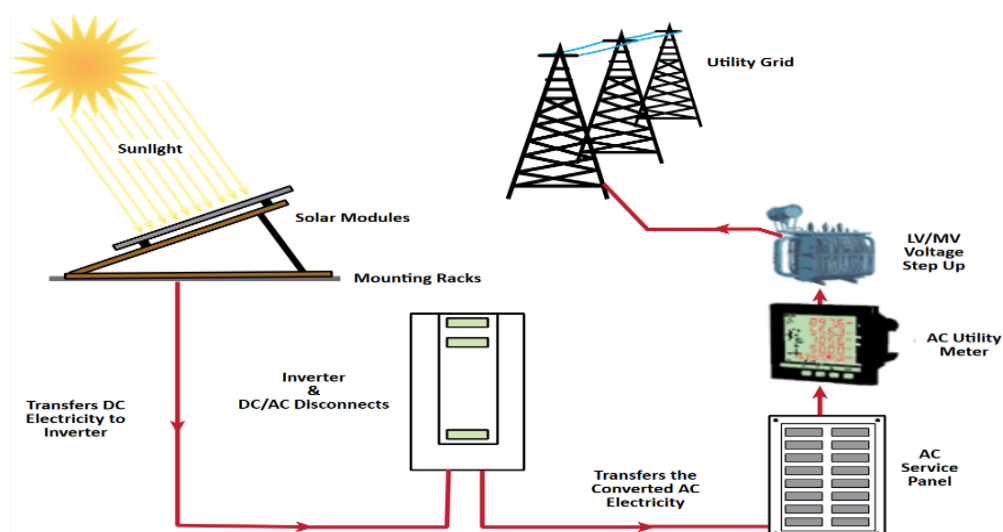 Sunlight
Solar Modules
Mounting Racks
Transfers DC
Electricity to
Inverter
Inverter
&
DC/AC Disconnects
Transfers the
Converted AC
Electricity
AC
Service
Panel
AC Utility
Meter
LV/MV
Voltage
Step Up
Utility Grid